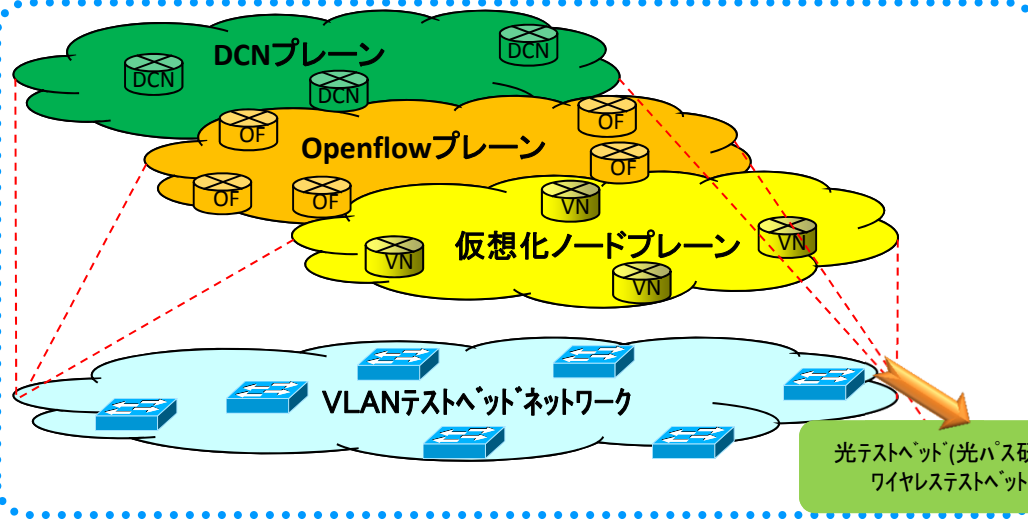 DCNプレーン
DCN
DCN
DCN
Openflowプレーン
OF
OF
OF
OF
OF
仮想化ノードプレーン
VN
VN
VN
VN
VLANテストベッドネットワーク
光テストベッド(光パス研
ワイヤレステストベット